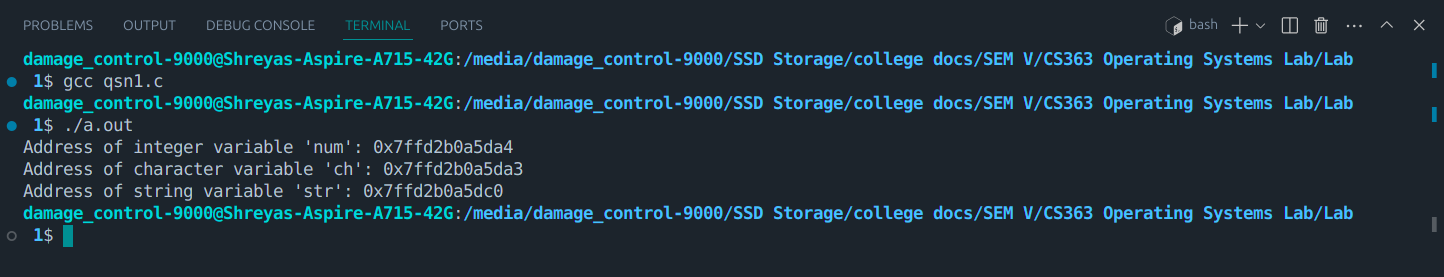 PROBLEMS OUTPUT DEBUG CONSOLE TERMINAL PORTS bash
damage_control-9000@Shreyas-Aspire-A715-42G:/media/damage_control-9000/SSD Storage/college docs/SEM V/CS363 Operating Systems Lab/Lab
1$ gcc qsn1.c
damage_control-9000@Shreyas-Aspire-A715-42G:/media/damage_control-9000/SSD Storage/college docs/SEM V/CS363 Operating Systems Lab/Lab
1$ ./a.out
Address of integer variable 'num': 0x7ffd2b0a5da4
Address of character variable 'ch': 0x7ffd2b0a5da3
Address of string variable 'str': 0x7ffd2b0a5dc0
damage_control-9000@Shreyas-Aspire-A715-42G:/media/damage_control-9000/SSD Storage/college docs/SEM V/CS363 Operating Systems Lab/Lab
1$